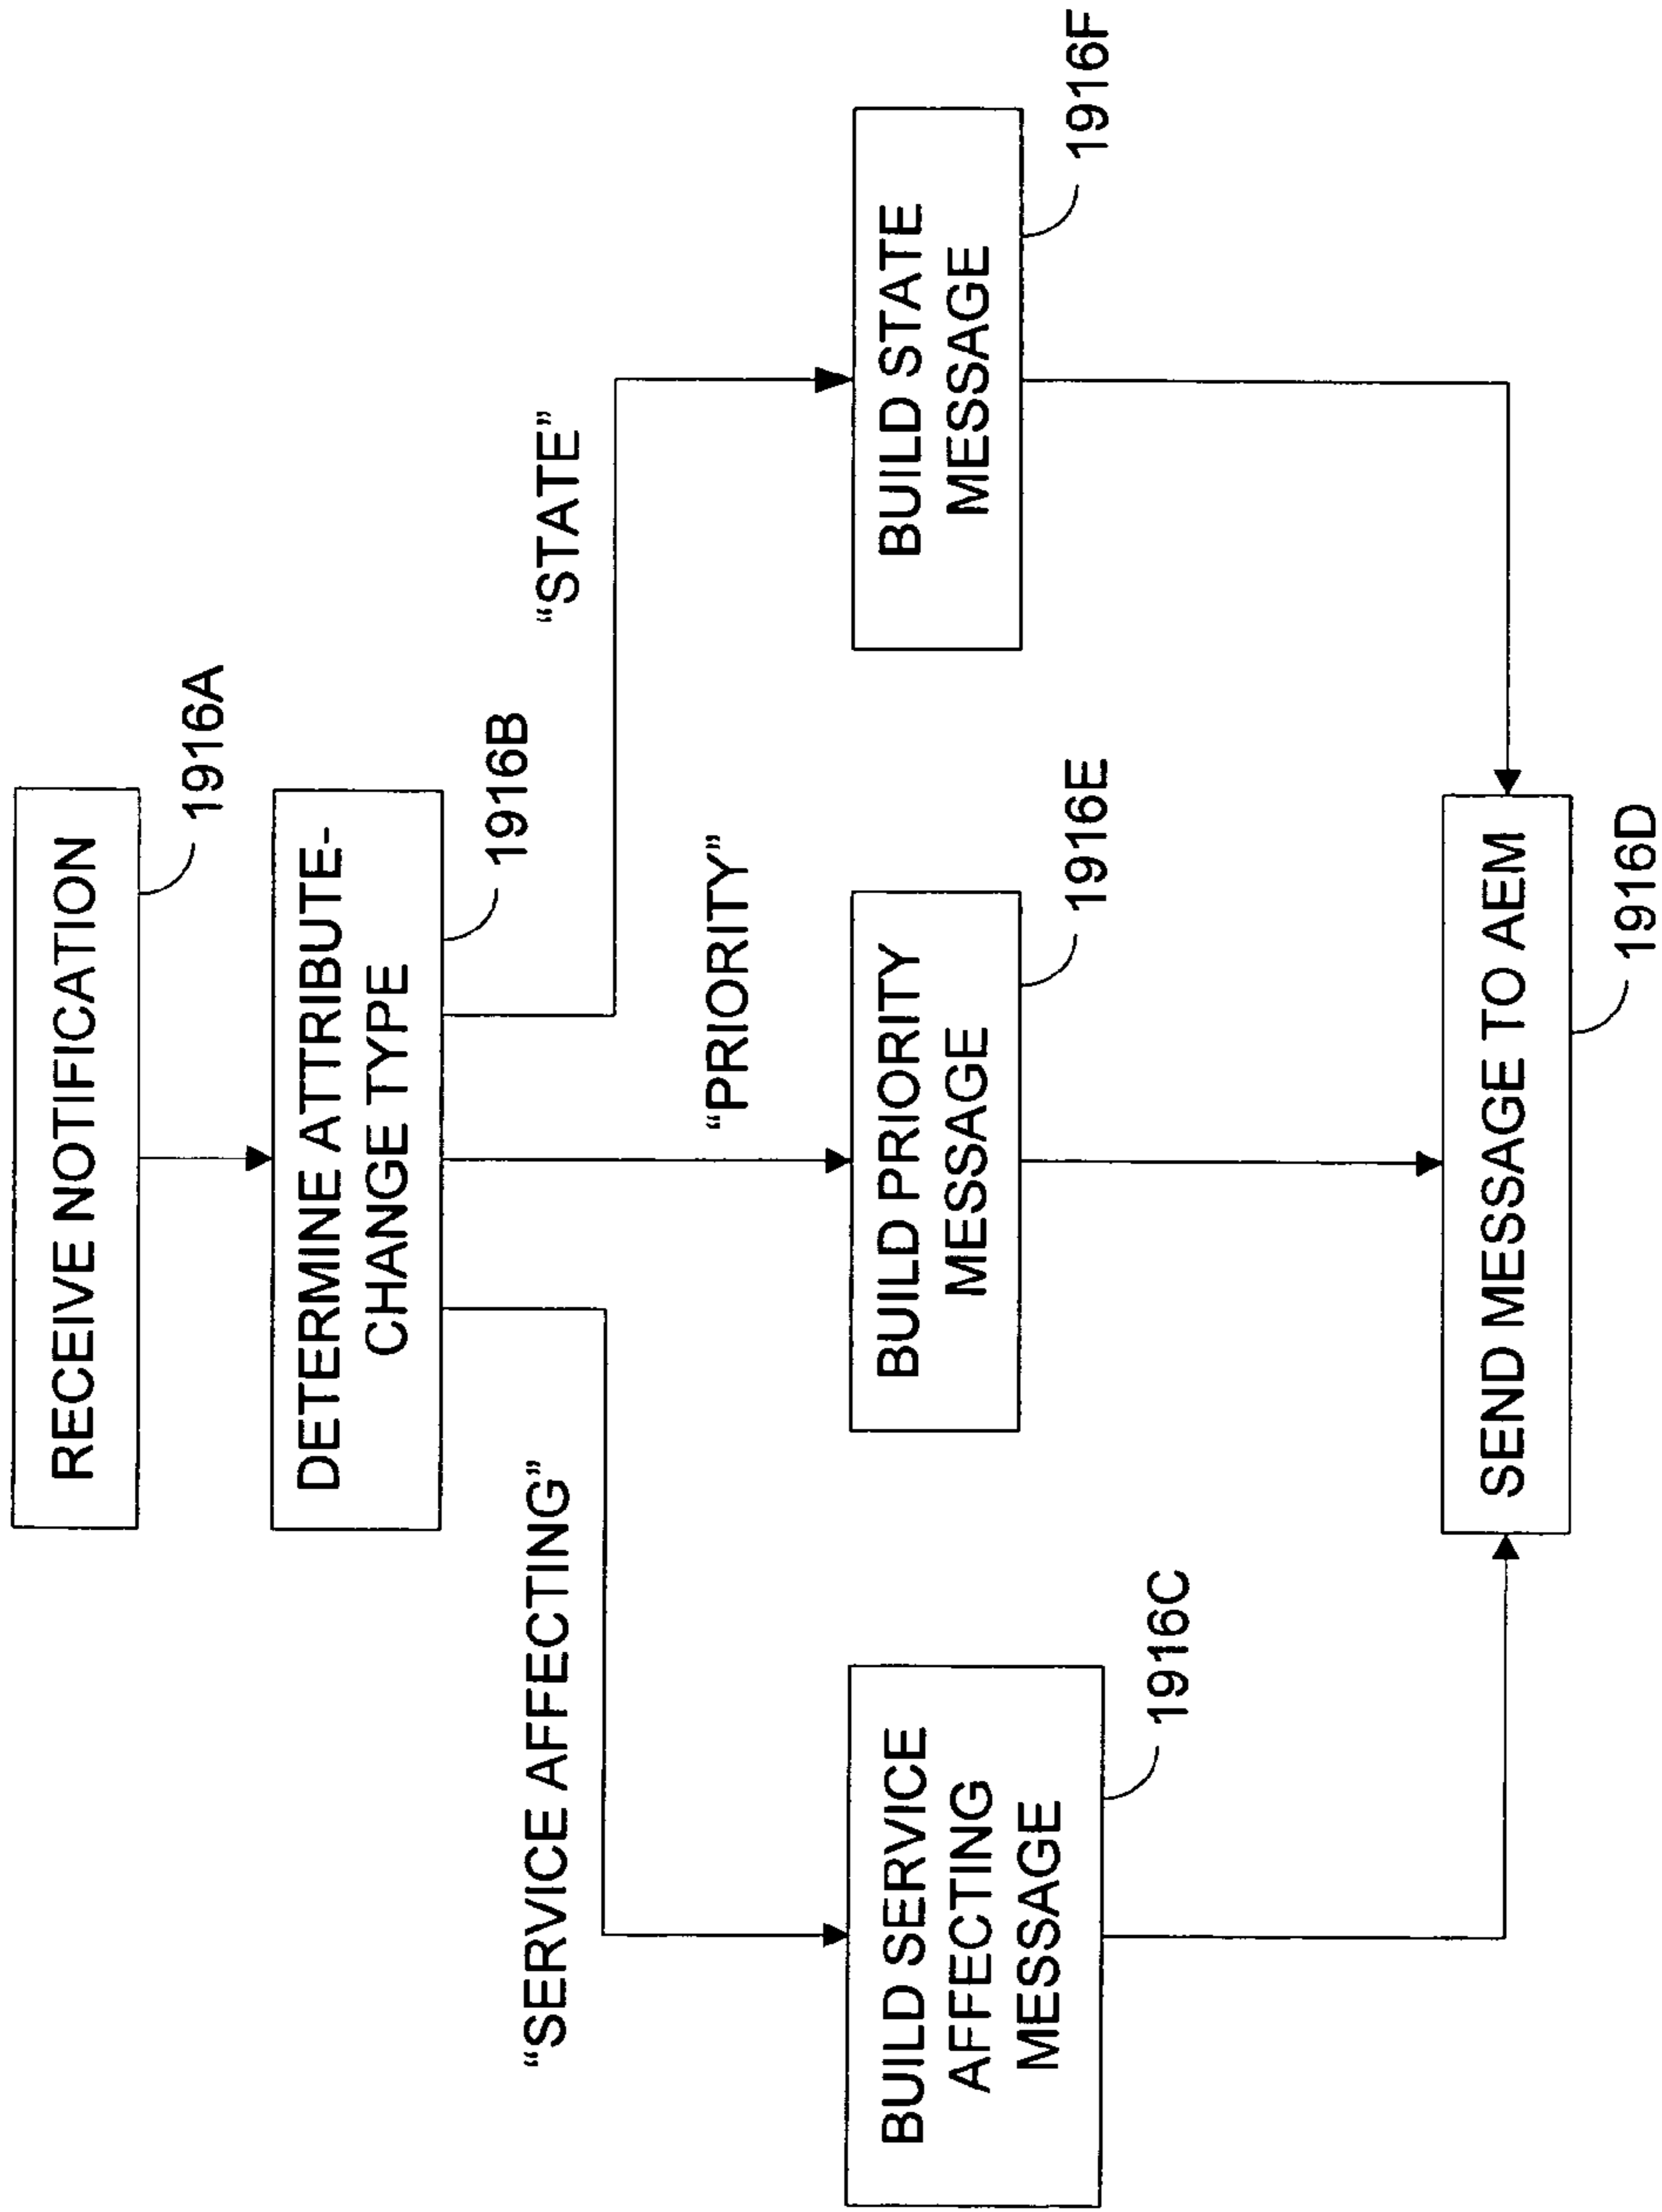 RECEIVE NOTIFICATION
1916A
DETERMINE ATTRIBUTE-
CHANGE TYPE
1916B
“SERVICE AFFECTING”
“PRIORITY”
“STATE”
BUILD SERVICE
AFFECTING
MESSAGE
1916C
BUILD PRIORITY
MESSAGE
1916E
BUILD STATE
MESSAGE
1916F
SEND MESSAGE TO AEM
1916D